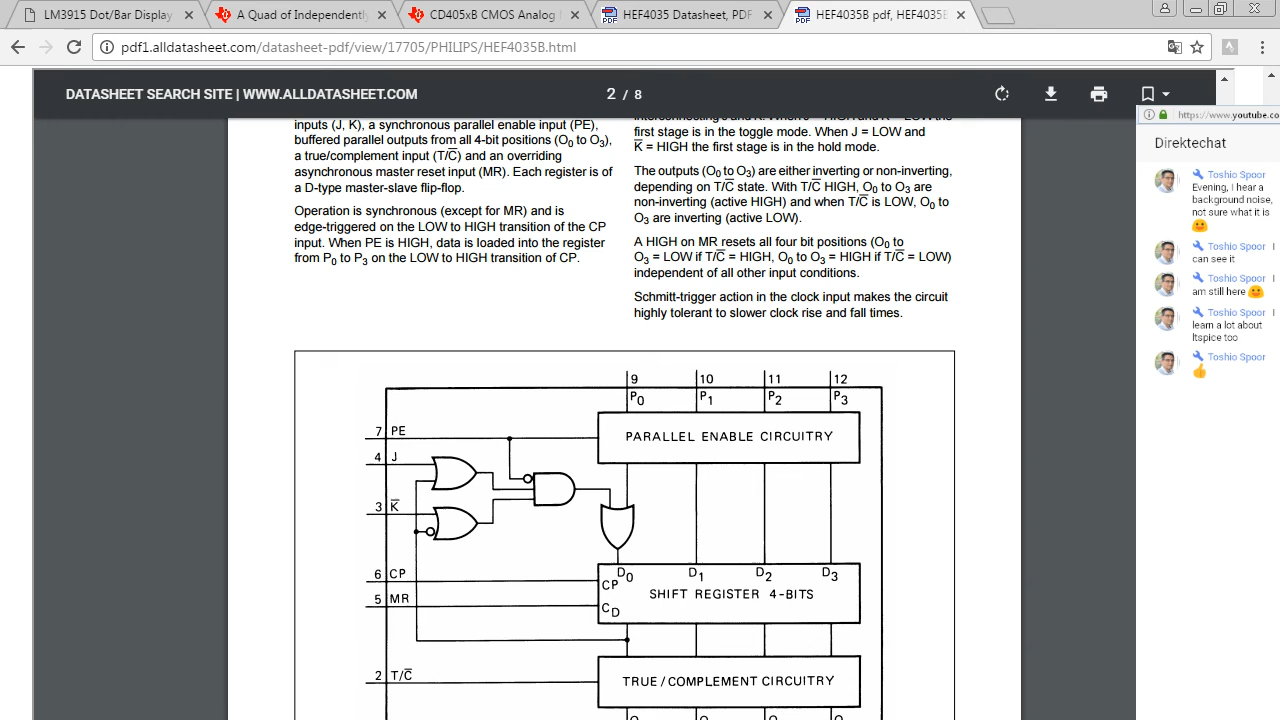 LM3915 Dot/Bar Display
A Quad of Independently
CD405xB CMOS Analog
HEF4035 Datasheet, PDF
HEF4035B pdf, HEF4035B
pdf1.alldatasheet.com/datasheet-pdf/view/17705/PHILIPS/HEF4035B.html
DATASHEET SEARCH SITE | WWW.ALLDATASHEET.COM
2 / 8
inputs (J, K), a synchronous parallel enable input (PE),
buffered parallel outputs from all 4-bit positions (O0 to O3),
a true/complement input (T/C̅) and an overriding
asynchronous master reset input (MR). Each register is of
a D-type master-slave flip-flop.
Operation is synchronous (except for MR) and is
edge-triggered on the LOW to HIGH transition of the CP
input. When PE is HIGH, data is loaded into the register
from P0 to P3 on the LOW to HIGH transition of CP.
first stage is in the toggle mode. When J = LOW and
K̅ = HIGH the first stage is in the hold mode.
The outputs (O0 to O3) are either inverting or non-inverting,
depending on T/C̅ state. With T/C̅ HIGH, O0 to O3 are
non-inverting (active HIGH) and when T/C̅ is LOW, O0 to
O3 are inverting (active LOW).
A HIGH on MR resets all four bit positions (O0 to
O3 = LOW if T/C̅ = HIGH, O0 to O3 = HIGH if T/C̅ = LOW)
independent of all other input conditions.
Schmitt-trigger action in the clock input makes the circuit
highly tolerant to slower clock rise and fall times.
9 10 11 12
P0 P1 P2 P3
7 PE
PARALLEL ENABLE CIRCUITRY
4 J
3 K̅
6 CP
5 MR
D0 D1 D2 D3
CP
SHIFT REGISTER 4-BITS
CD
2 T/C̅
TRUE/COMPLEMENT CIRCUITRY
https://www.youtube.co
Direktechat
Toshio Spoor
Evening, I hear a
background noise,
not sure what it is
Toshio Spoor I
can see it
Toshio Spoor I
am still here
Toshio Spoor I
learn a lot about
ltspice too
Toshio Spoor